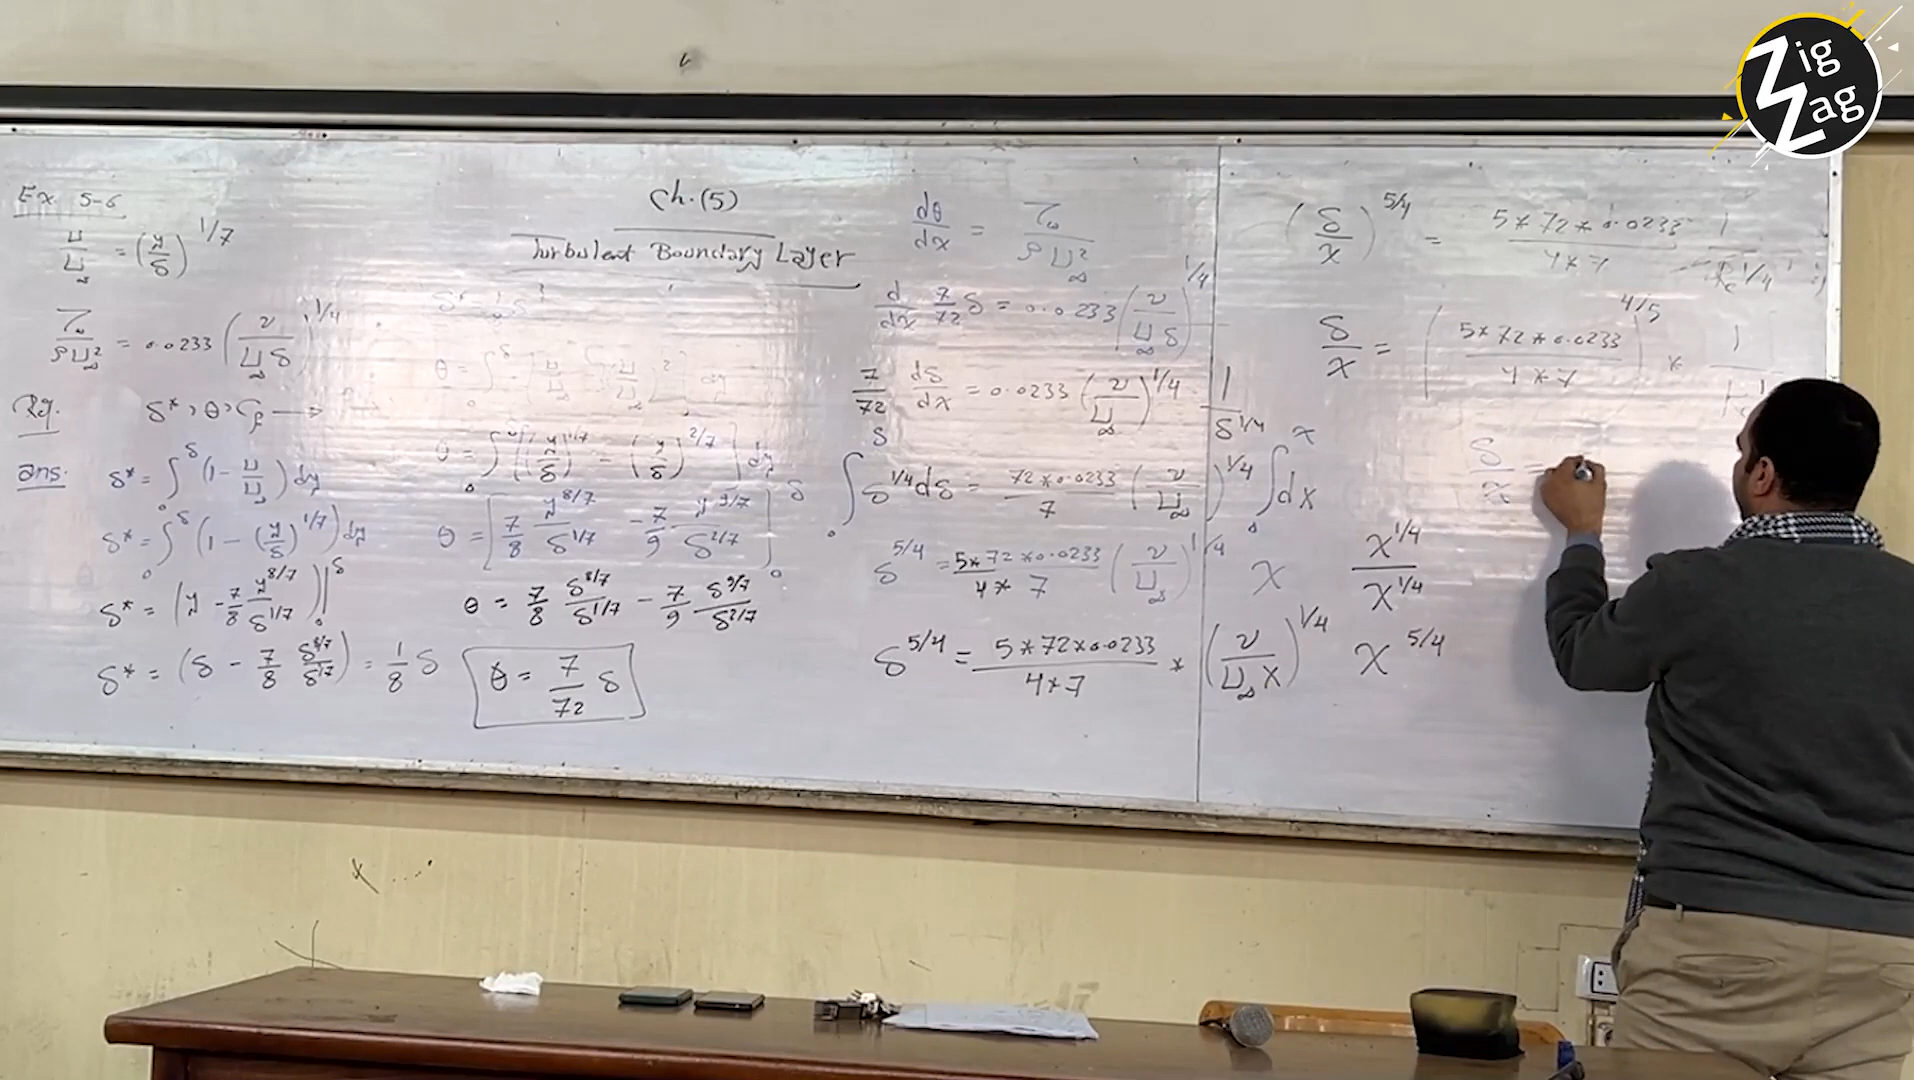 Zig Zag
Ch. (5)
Turbulent Boundary Layer
Ex. 5-6
u/U∞ = (y/δ)^1/7
τw/ρU∞² = 0.0233 (ν/U∞δ)^1/4
Req. δ*, θ, Cf →
ans. δ* = ∫₀^δ (1 - u/U∞) dy
δ* = ∫₀^δ (1 - (y/δ)^1/7) dy
δ* = (y - 7/8 y^8/7/δ^1/7)|₀^δ
δ* = (δ - 7/8 δ^8/7/δ^1/7) = 1/8 δ
θ = ∫₀ [(y/δ)^1/7 - (y/δ)^2/7] dy
θ = [7/8 y^8/7/δ^1/7 - 7/9 y^9/7/δ^2/7]₀^δ
θ = 7/8 δ^8/7/δ^1/7 - 7/9 δ^9/7/δ^2/7
θ = 7/72 δ
dθ/dx = τw/ρU∞²
d/dx 7/72 δ = 0.0233 (ν/U∞δ)^1/4
7/72 dδ/dx = 0.0233 (ν/U∞)^1/4 · 1/δ^1/4
∫₀^δ δ^1/4 dδ = 72*0.0233/7 (ν/U∞)^1/4 ∫₀^x dx
δ^5/4 = 5*72*0.0233/4*7 (ν/U∞)^1/4 x x^1/4/x^1/4
δ^5/4 = 5*72*0.0233/4*7 * (ν/U∞x)^1/4 x^5/4
(δ/x)^5/4 = 5*72*0.0233/4*7 1/Re^1/4
δ/x = (5*72*0.0233/4*7)^4/5 * 1/
δ/x =